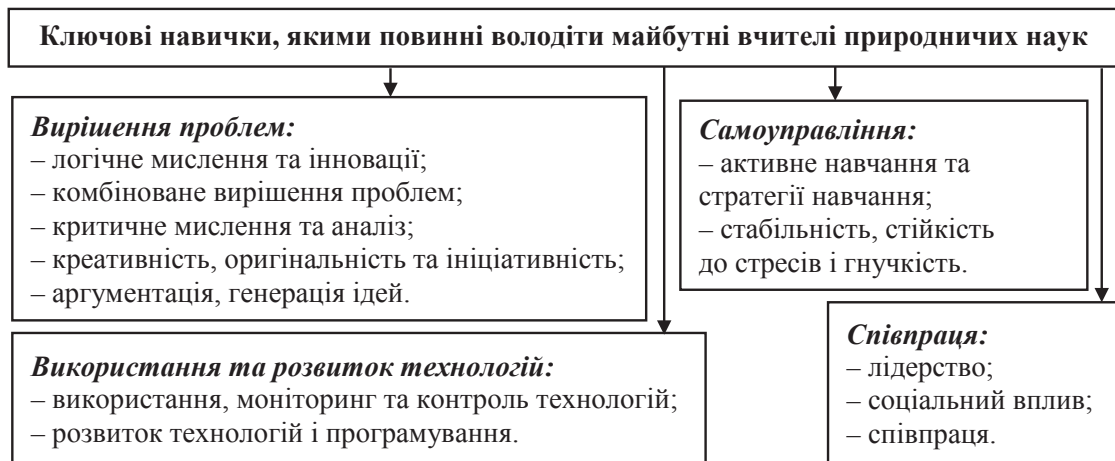 Ключові навички, якими повинні володіти майбутні вчителі природничих наук
Вирішення проблем:
– логічне мислення та інновації;
– комбіноване вирішення проблем;
– критичне мислення та аналіз;
– креативність, оригінальність та ініціативність;
– аргументація, генерація ідей.
Самоуправління:
– активне навчання та
стратегії навчання;
– стабільність, стійкість
до стресів і гнучкість.
Використання та розвиток технологій:
– використання, моніторинг та контроль технологій;
– розвиток технологій і програмування.
Співпраця:
– лідерство;
– соціальний вплив;
– співпраця.